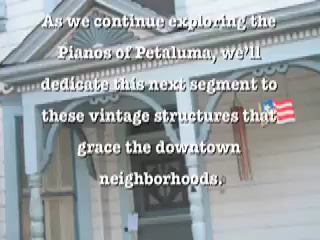 As we continue exploring the
Pianos of Petaluma, we'll
dedicate this next segment to
these vintage structures that
grace the downtown
neighborhoods.